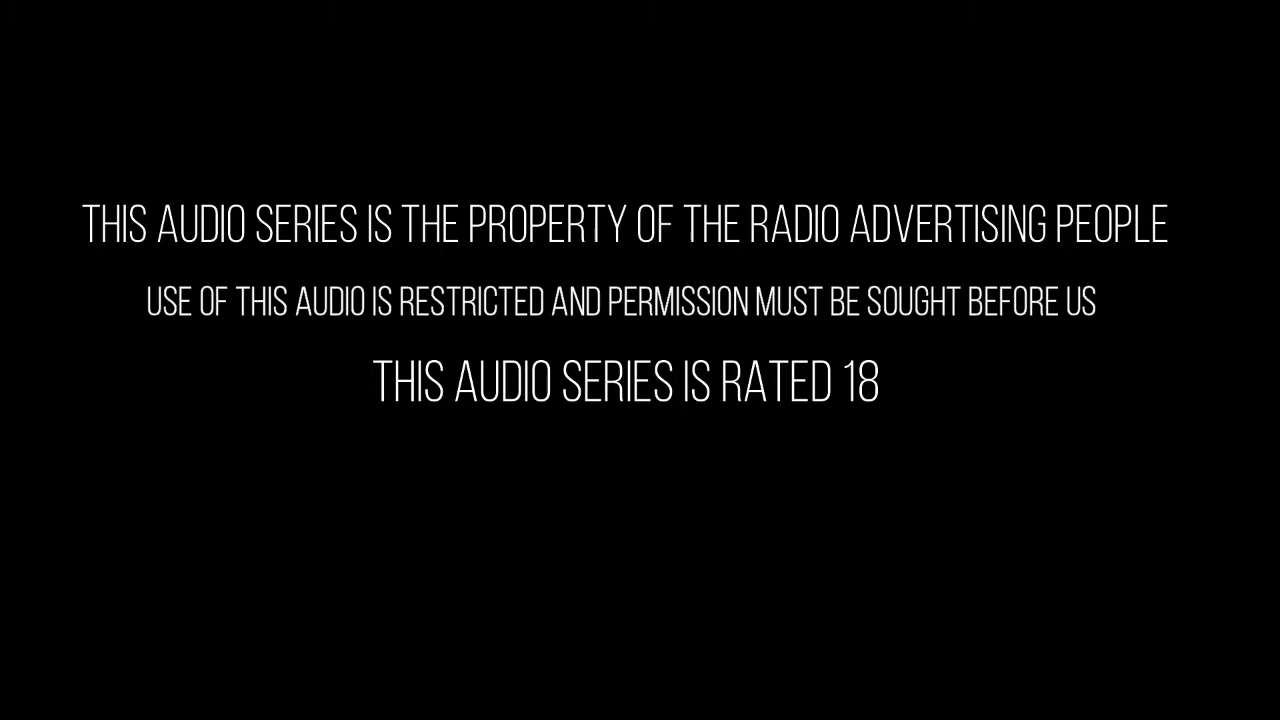 THIS AUDIO SERIES IS THE PROPERTY OF THE RADIO ADVERTISING PEOPLE
USE OF THIS AUDIO IS RESTRICTED AND PERMISSION MUST BE SOUGHT BEFORE US
THIS AUDIO SERIES IS RATED 18